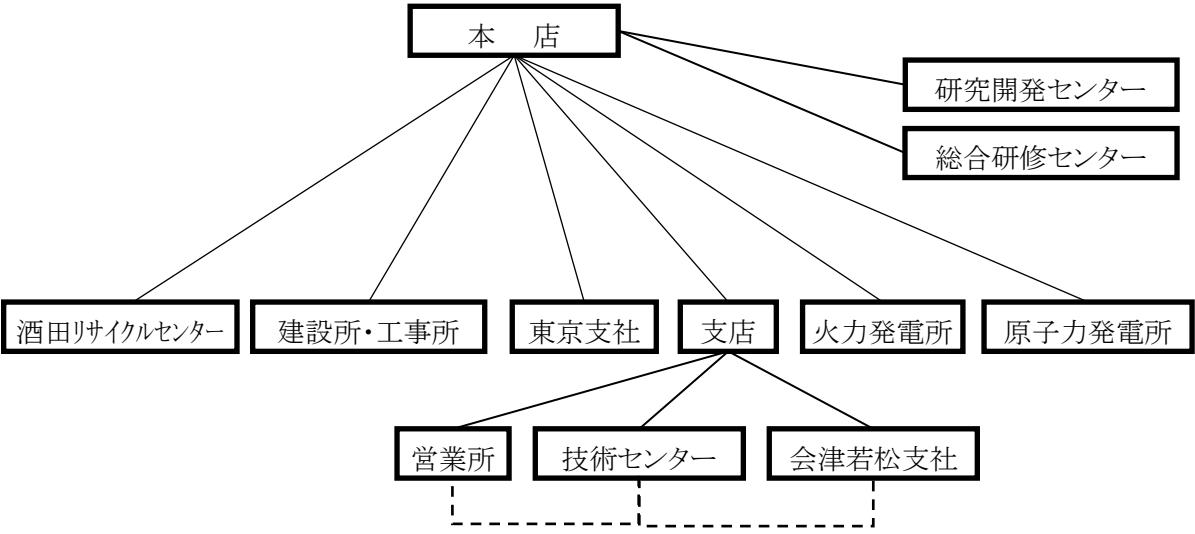 本　店
研究開発センター
総合研修センター
酒田リサイクルセンター
建設所・工事所
東京支社
支店
火力発電所
原子力発電所
営業所
技術センター
会津若松支社